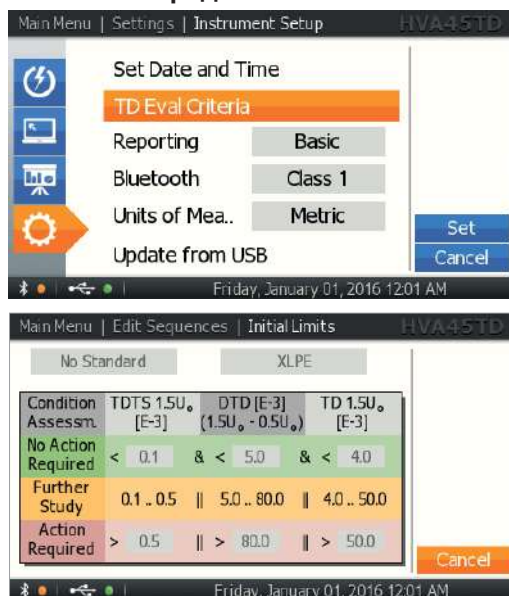 Main Menu | Settings | Instrument Setup HVA45TD
Set Date and Time
TD Eval Criteria
Reporting Basic
Bluetooth Class 1
Units of Mea.. Metric
Set
Update from USB
Cancel
Friday, January 01, 2016 12:01 AM
Main Menu | Edit Sequences | Initial Limits HVA45TD
No Standard XLPE
Condition TDTS 1.5U₀ DTD [E-3] TD 1.5U₀
Assessm. [E-3] (1.5U₀ - 0.5U₀) [E-3]
No Action
Required < 0.1 & < 5.0 & < 4.0
Further
Study 0.1 .. 0.5 || 5.0 .. 80.0 || 4.0 .. 50.0
Action
Required > 0.5 || > 80.0 || > 50.0
Cancel
Friday, January 01, 2016 12:01 AM